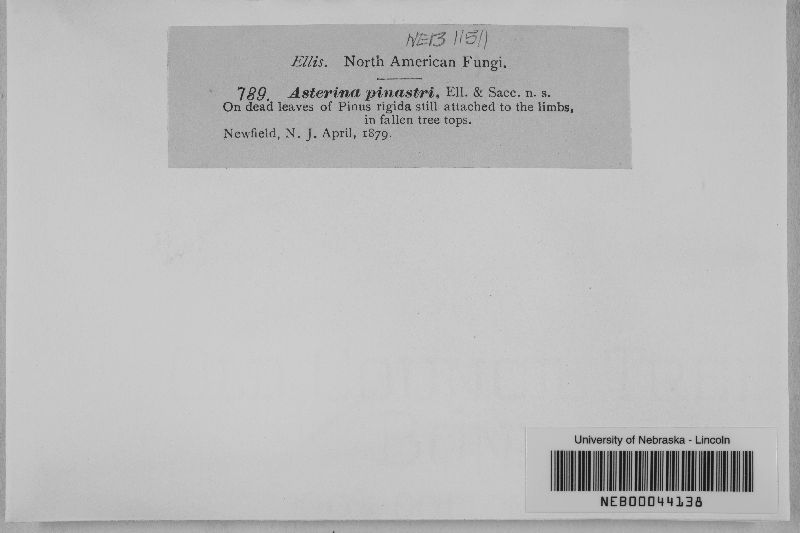 NEB 11511
Ellis. North American Fungi.
789. Asterina pinastri, Ell. & Sacc. n. s.
On dead leaves of Pinus rigida still attached to the limbs,
in fallen tree tops.
Newfield, N. J. April, 1879.
University of Nebraska - Lincoln
NEB00044138